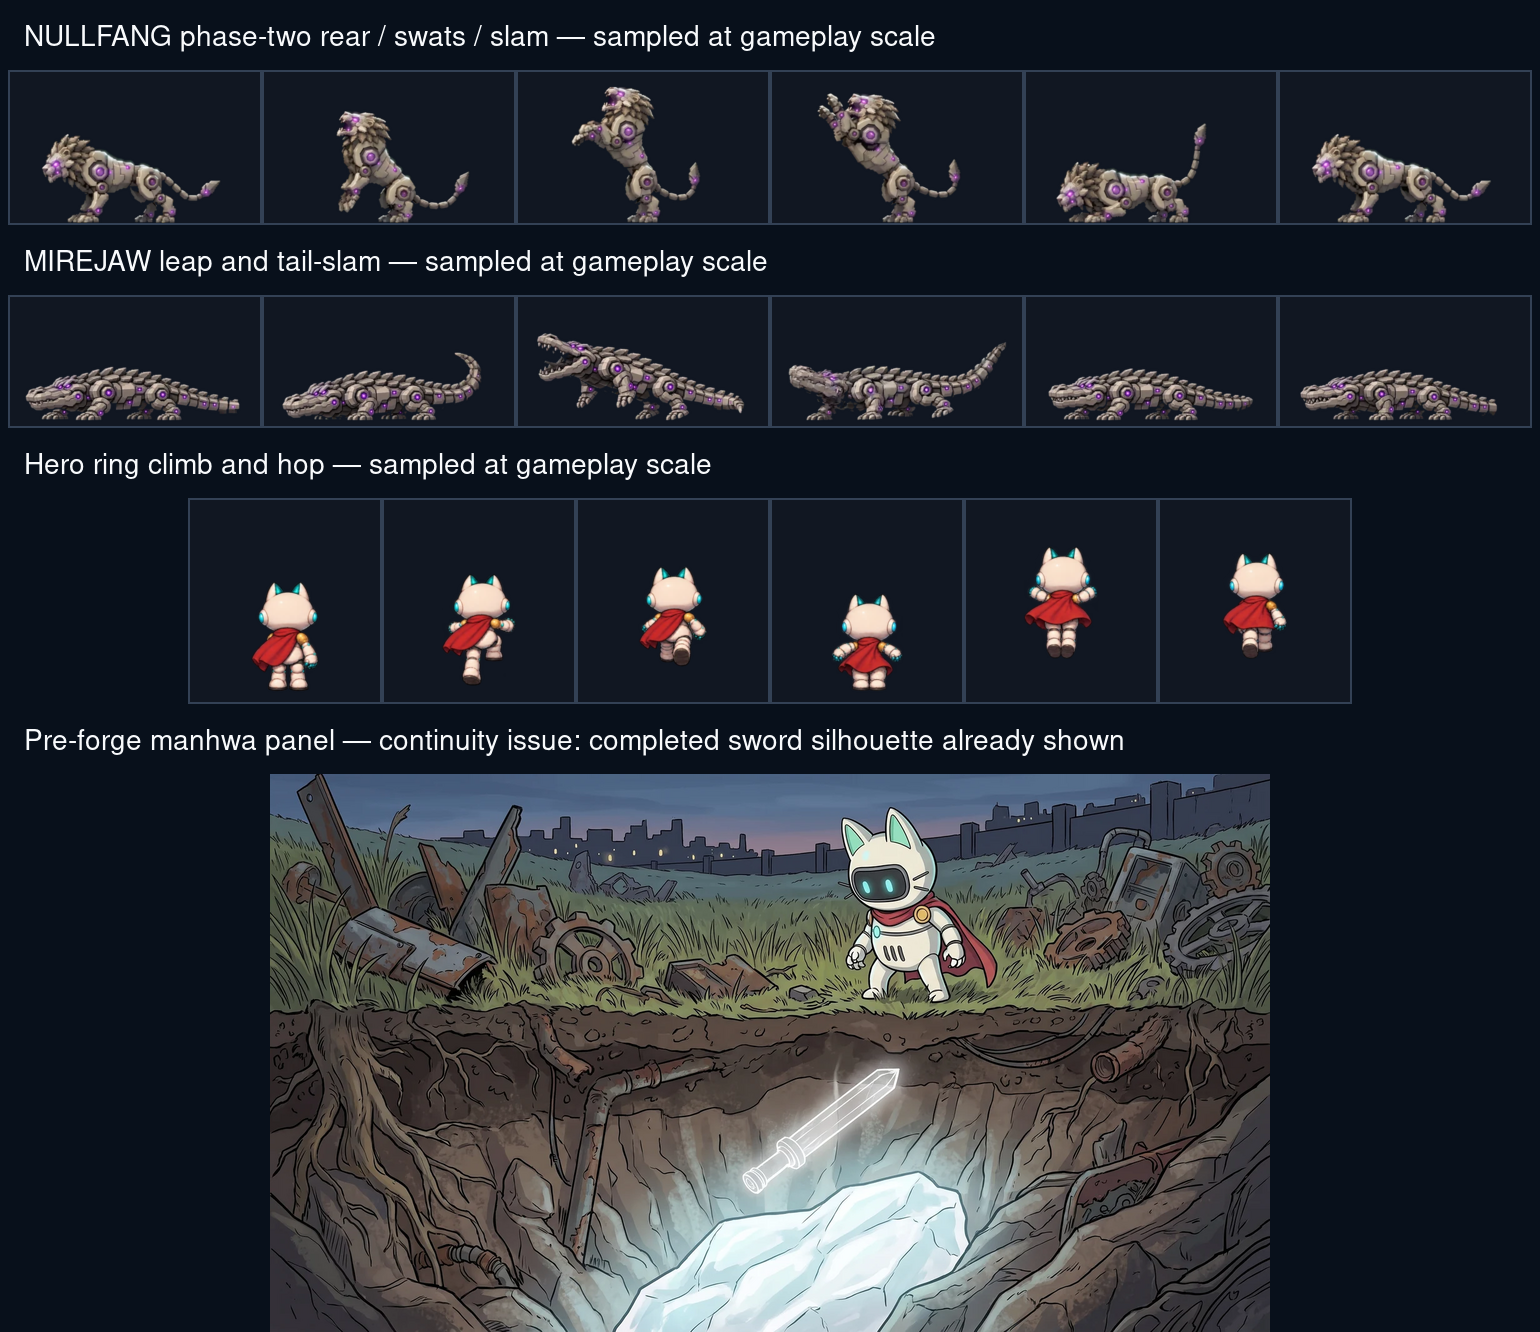 NULLFANG phase-two rear / swats / slam — sampled at gameplay scale
MIREJAW leap and tail-slam — sampled at gameplay scale
Hero ring climb and hop — sampled at gameplay scale
Pre-forge manhwa panel — continuity issue: completed sword silhouette already shown